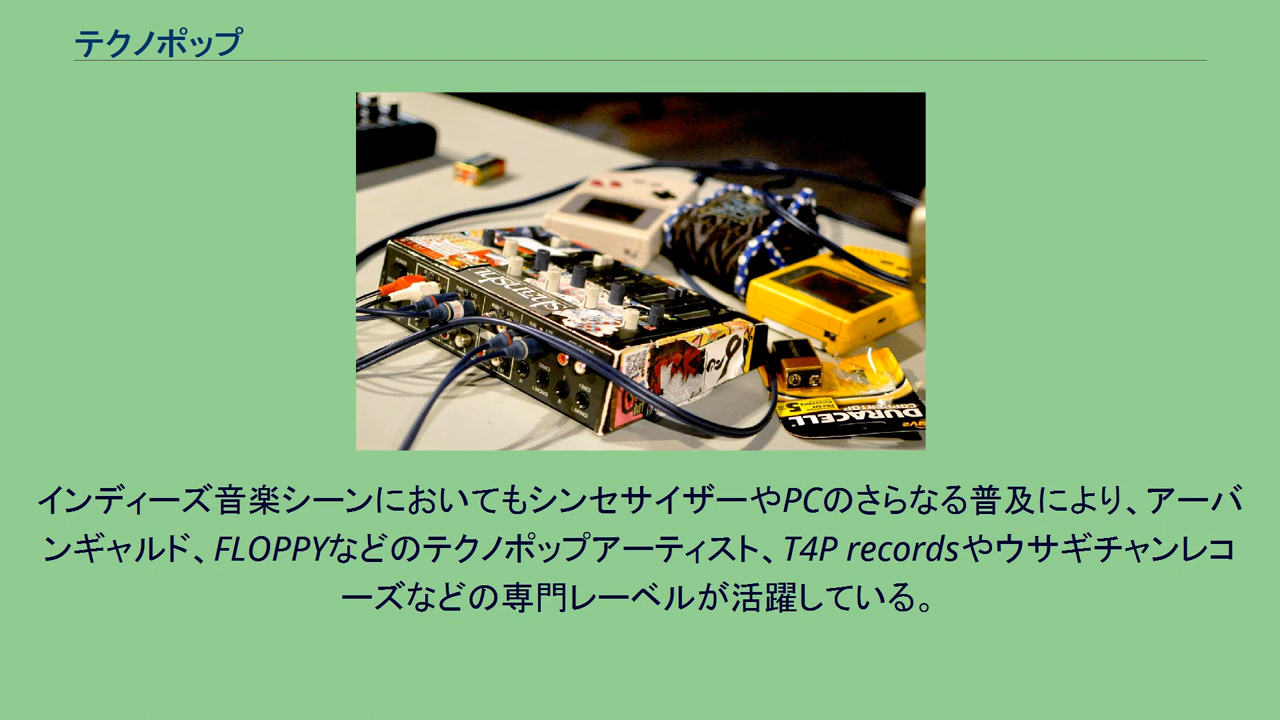 テクノポップ
shanshu
DURACELL
COPPERTOP
5
インディーズ音楽シーンにおいてもシンセサイザーやPCのさらなる普及により、アーバ
ンギャルド、FLOPPYなどのテクノポップアーティスト、T4P recordsやウサギチャンレコ
ーズなどの専門レーベルが活躍している。